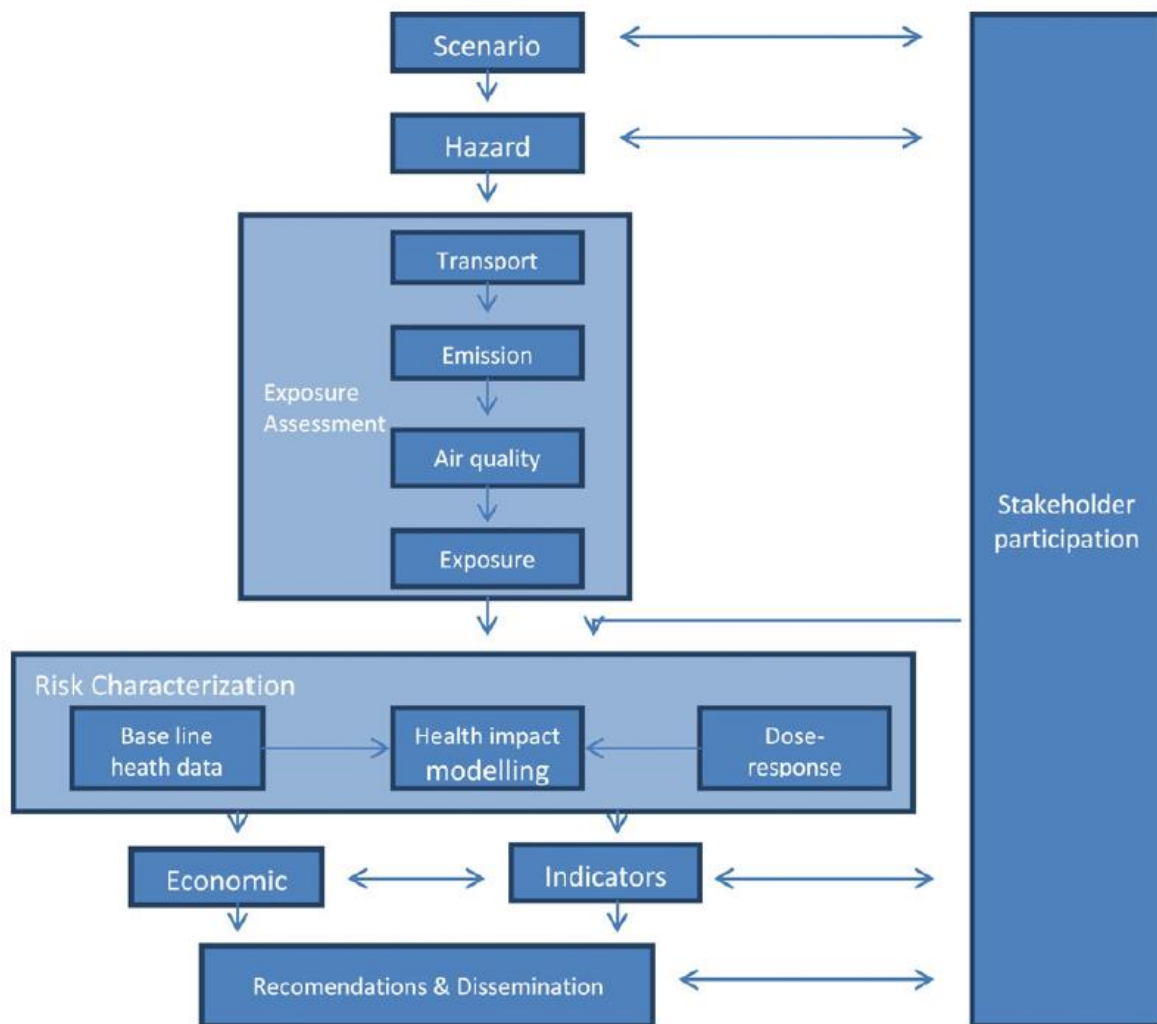 Scenario
Hazard
Transport
Emission
Exposure
Assessment
Air quality
Exposure
Stakeholder
participation
Risk Characterization
Base line
heath data
Health impact
modelling
Dose-
response
Economic
Indicators
Recomendations & Dissemination